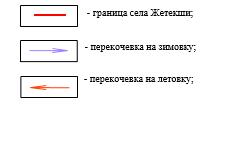 - граница села Жетекши;
- перекочевка на зимовку;
- перекочевка на летовку;